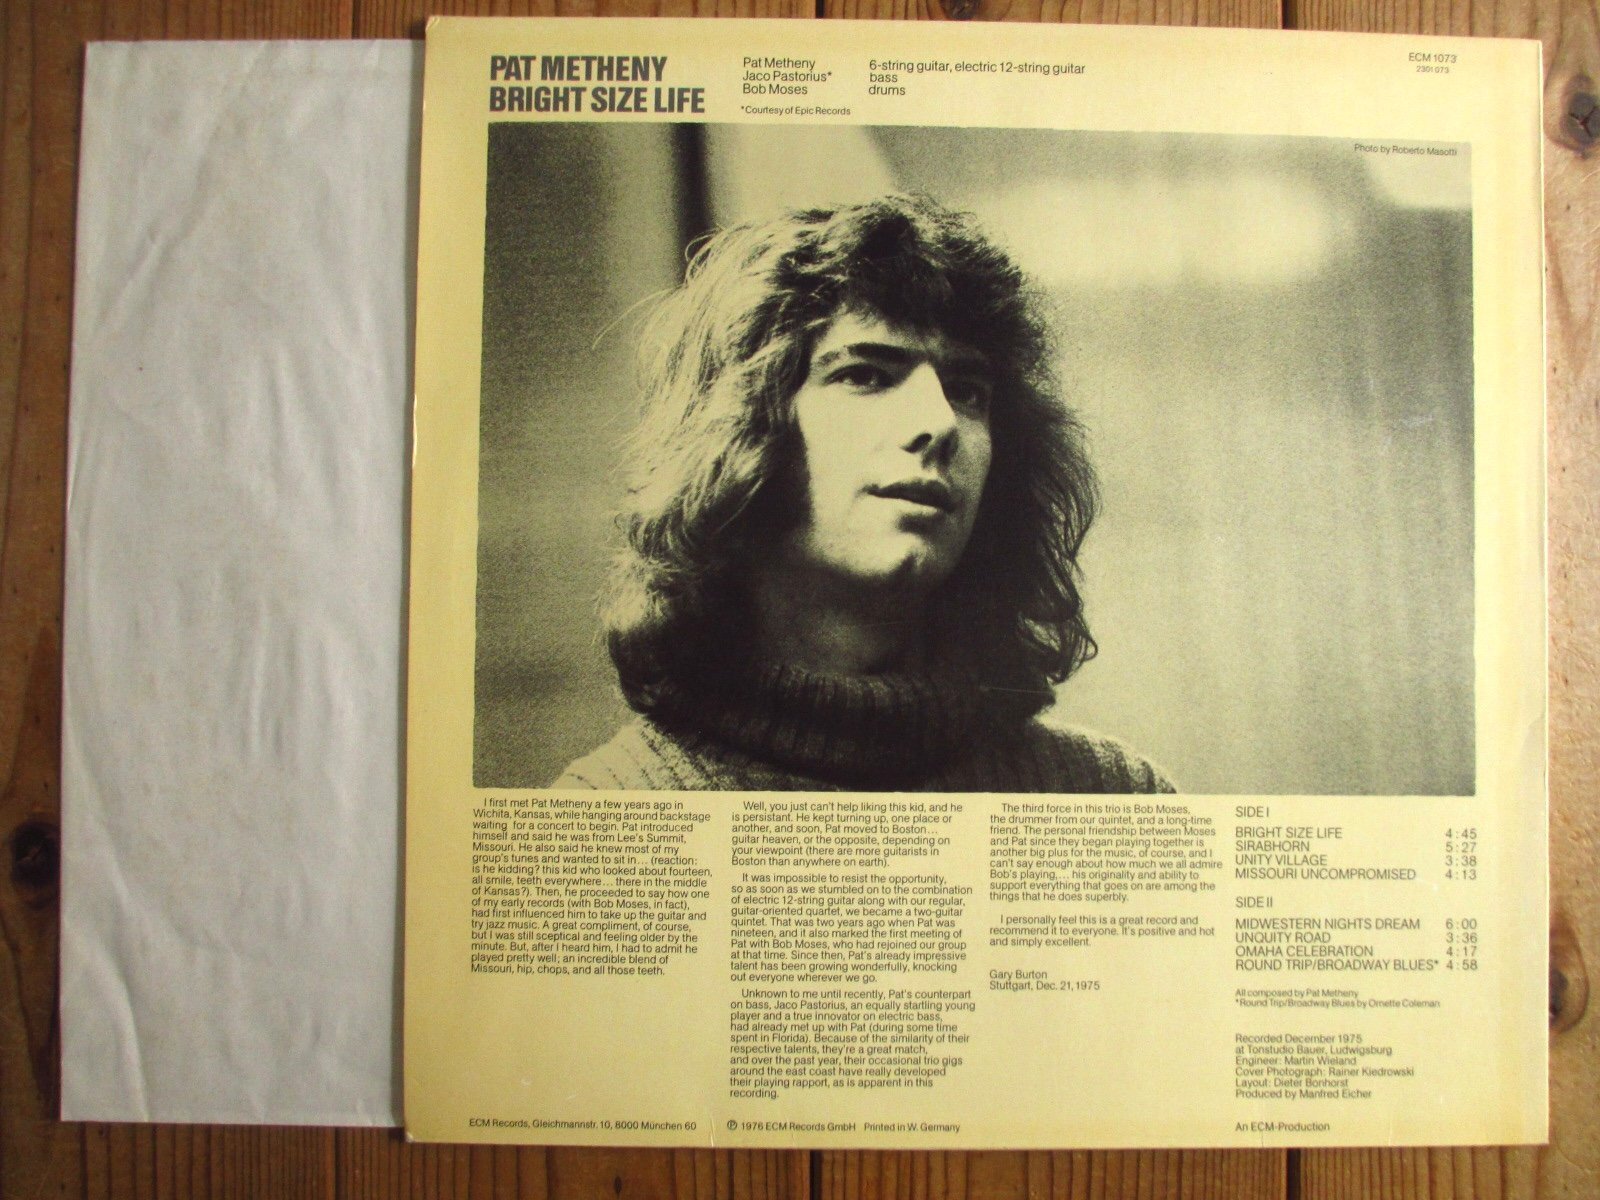 PAT METHENY
BRIGHT SIZE LIFE
Pat Metheny 6-string guitar, electric 12-string guitar
Jaco Pastorius* bass
Bob Moses drums
*Courtesy of Epic Records
ECM 1073
2301 073
Photo by Roberto Masotti
I first met Pat Metheny a few years ago in
Wichita, Kansas, while hanging around backstage
waiting for a concert to begin. Pat introduced
himself and said he was from Lee's Summit,
Missouri. He also said he knew most of my
group's tunes and wanted to sit in... (reaction:
is he kidding? this kid who looked about fourteen,
all smile, teeth everywhere... there in the middle
of Kansas?). Then, he proceeded to say how one
of my early records (with Bob Moses, in fact),
had first influenced him to take up the guitar and
try jazz music. A great compliment, of course,
but I was still sceptical and feeling older by the
minute. But, after I heard him, I had to admit he
played pretty well; an incredible blend of
Missouri, hip, chops, and all those teeth.
Well, you just can't help liking this kid, and he
is persistant. He kept turning up, one place or
another, and soon, Pat moved to Boston...
guitar heaven, or the opposite, depending on
your viewpoint (there are more guitarists in
Boston than anywhere on earth).
It was impossible to resist the opportunity,
so as soon as we stumbled on to the combination
of electric 12-string guitar along with our regular,
guitar-oriented quartet, we became a two-guitar
quintet. That was two years ago when Pat was
nineteen, and it also marked the first meeting of
Pat with Bob Moses, who had rejoined our group
at that time. Since then, Pat's already impressive
talent has been growing wonderfully, knocking
out everyone wherever we go.
Unknown to me until recently, Pat's counterpart
on bass, Jaco Pastorius, an equally startling young
player and a true innovator on electric bass,
had already met up with Pat (during some time
spent in Florida). Because of the similarity of their
respective talents, they're a great match,
and over the past year, their occasional trio gigs
around the east coast have really developed
their playing rapport, as is apparent in this
recording.
The third force in this trio is Bob Moses,
the drummer from our quintet, and a long-time
friend. The personal friendship between Moses
and Pat since they began playing together is
another big plus for the music, of course, and I
can't say enough about how much we all admire
Bob's playing,... his originality and ability to
support everything that goes on are among the
things that he does superbly.
I personally feel this is a great record and
recommend it to everyone. It's positive and hot
and simply excellent.
Gary Burton
Stuttgart, Dec. 21, 1975
SIDE I
BRIGHT SIZE LIFE 4:45
SIRABHORN 5:27
UNITY VILLAGE 3:38
MISSOURI UNCOMPROMISED 4:13
SIDE II
MIDWESTERN NIGHTS DREAM 6:00
UNQUITY ROAD 3:36
OMAHA CELEBRATION 4:17
ROUND TRIP/BROADWAY BLUES* 4:58
All composed by Pat Metheny
*Round Trip/Broadway Blues by Ornette Coleman
Recorded December 1975
at Tonstudio Bauer, Ludwigsburg
Engineer: Martin Wieland
Cover Photograph: Rainer Kiedrowski
Layout: Dieter Bonhorst
Produced by Manfred Eicher
ECM Records, Gleichmannstr. 10, 8000 München 60
℗ 1976 ECM Records GmbH Printed in W. Germany
An ECM-Production